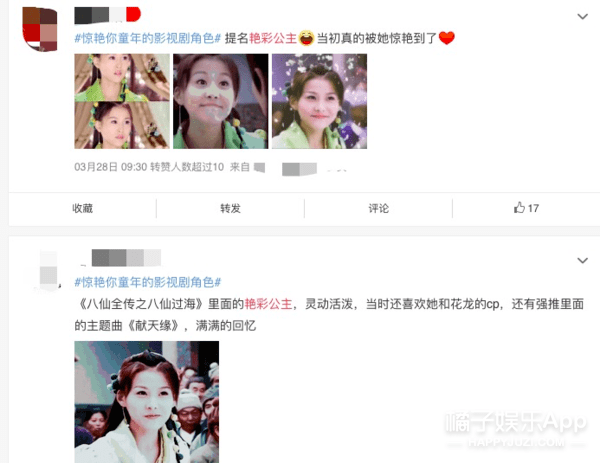 #惊艳你童年的影视剧角色# 提名艳彩公主😂当初真的被她惊艳到了❤️
03月28日 09:30 转赞人数超过10 来自
收藏
转发
评论
17
#惊艳你童年的影视剧角色#
《八仙全传之八仙过海》里面的艳彩公主，灵动活泼，当时还喜欢她和花龙的cp，还有强推里面
的主题曲《献天缘》，满满的回忆
橘子娱乐App
HAPPYJUZI.COM